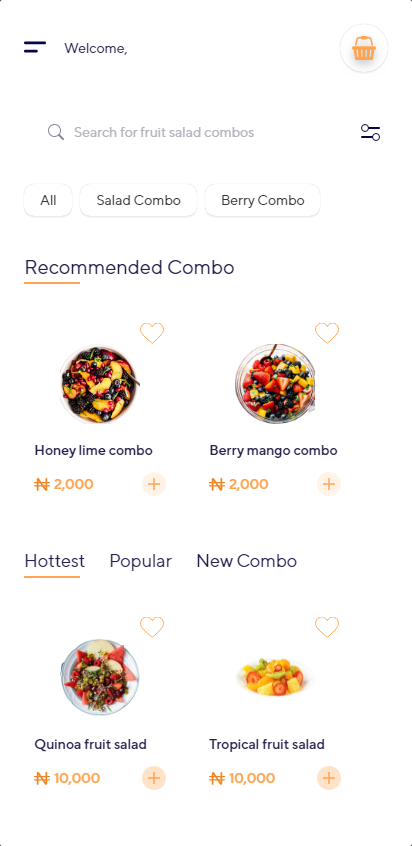 Welcome,
Search for fruit salad combos
All Salad Combo Berry Combo
Recommended Combo
Honey lime combo Berry mango combo
₦ 2,000 ₦ 2,000
Hottest Popular New Combo
Quinoa fruit salad Tropical fruit salad
₦ 10,000 ₦ 10,000